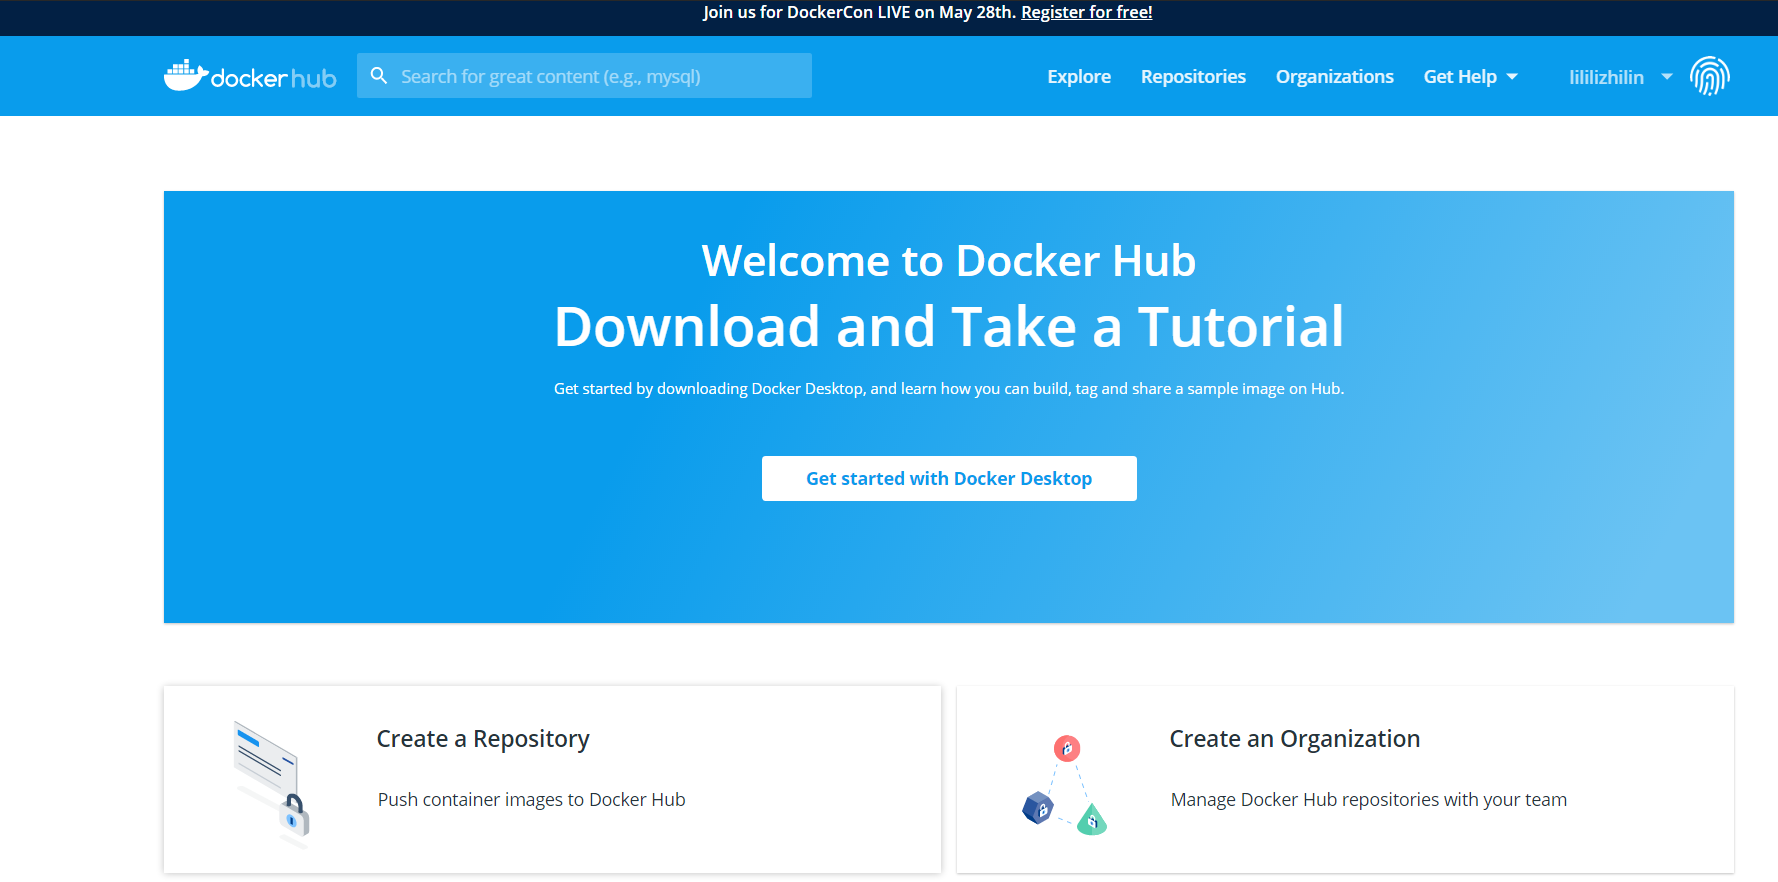 Join us for DockerCon LIVE on May 28th. Register for free!
docker hub
Search for great content (e.g., mysql)
Explore
Repositories
Organizations
Get Help
lililizhilin
Welcome to Docker Hub
Download and Take a Tutorial
Get started by downloading Docker Desktop, and learn how you can build, tag and share a sample image on Hub.
Get started with Docker Desktop
Create a Repository
Push container images to Docker Hub
Create an Organization
Manage Docker Hub repositories with your team